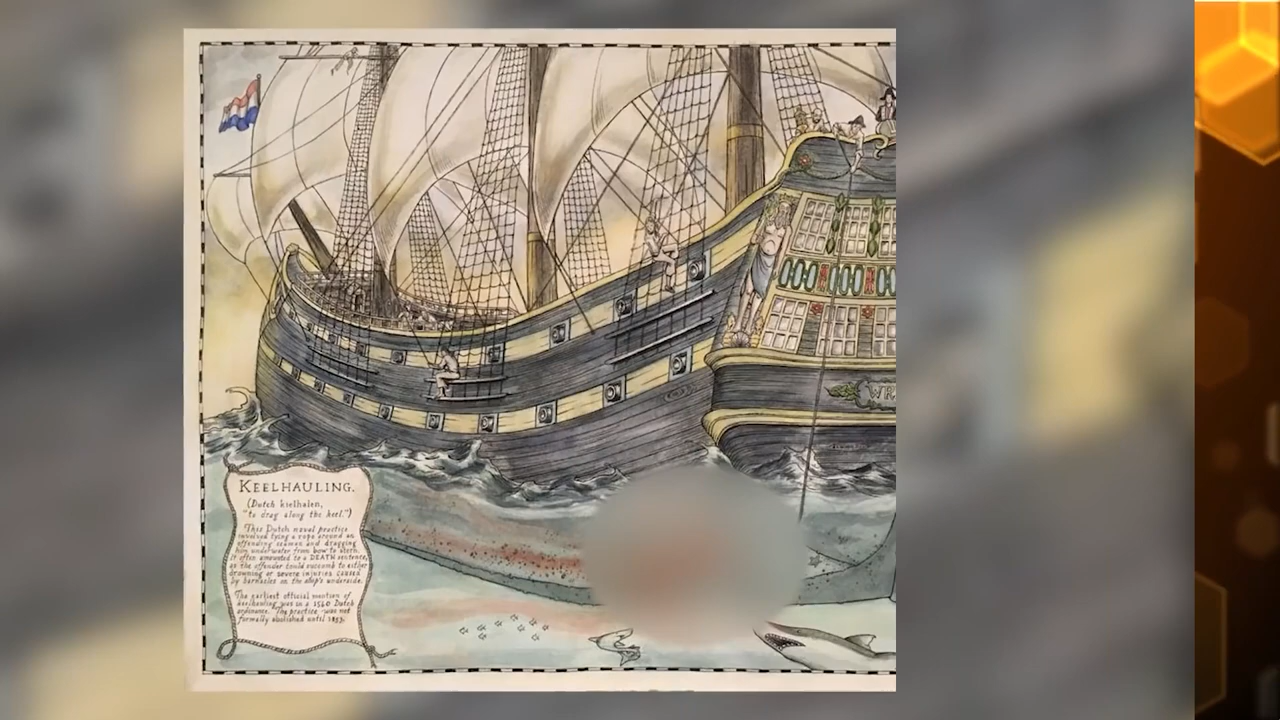 KEELHAULING.
(Dutch kielhalen,
"to drag along the keel.")
This Dutch naval practice
involved tying a rope around an
offending seaman and dragging
him underwater from bow to stern.
It often amounted to a DEATH sentence,
as the offender could succomb to either
drowning or severe injuries caused
by barnacles on the ship's underside.
The earliest official mention of
keelhauling was in a 1560 Dutch
ordinance. The practice was not
formally abolished until 1853.